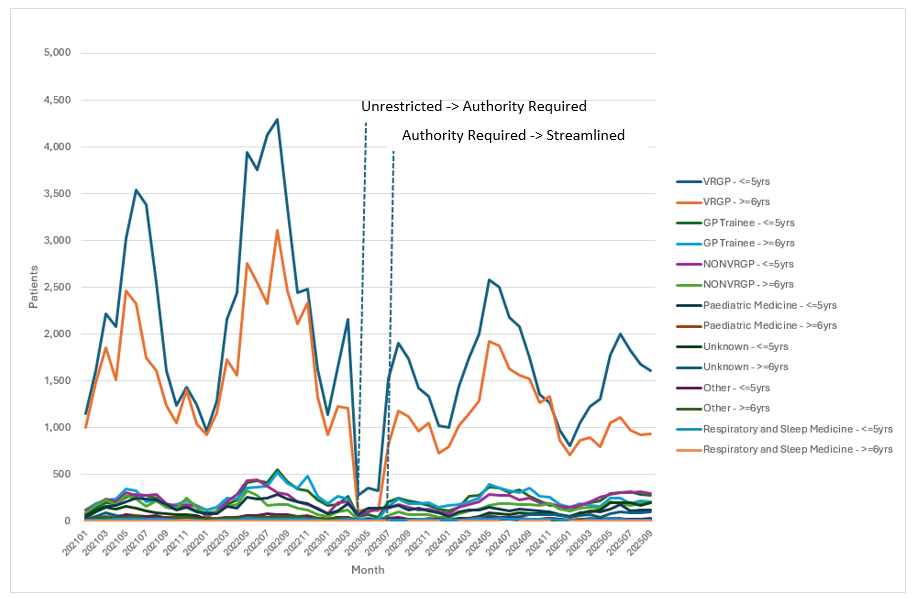 5,000
4,500
4,000
3,500
3,000
2,500
2,000
1,500
1,000
500
0
Patients
Unrestricted -> Authority Required
Authority Required -> Streamlined
202101
202103
202105
202107
202109
202111
202201
202203
202205
202207
202209
202211
202301
202303
202305
202307
202309
202311
202401
202403
202405
202407
202409
202411
202501
202503
202505
202507
202509
Month
VRGP - <=5yrs
VRGP - >=6yrs
GP Trainee - <=5yrs
GP Trainee - >=6yrs
NONVRGP - <=5yrs
NONVRGP - >=6yrs
Paediatric Medicine - <=5yrs
Paediatric Medicine - >=6yrs
Unknown - <=5yrs
Unknown - >=6yrs
Other - <=5yrs
Other - >=6yrs
Respiratory and Sleep Medicine - <=5yrs
Respiratory and Sleep Medicine - >=6yrs